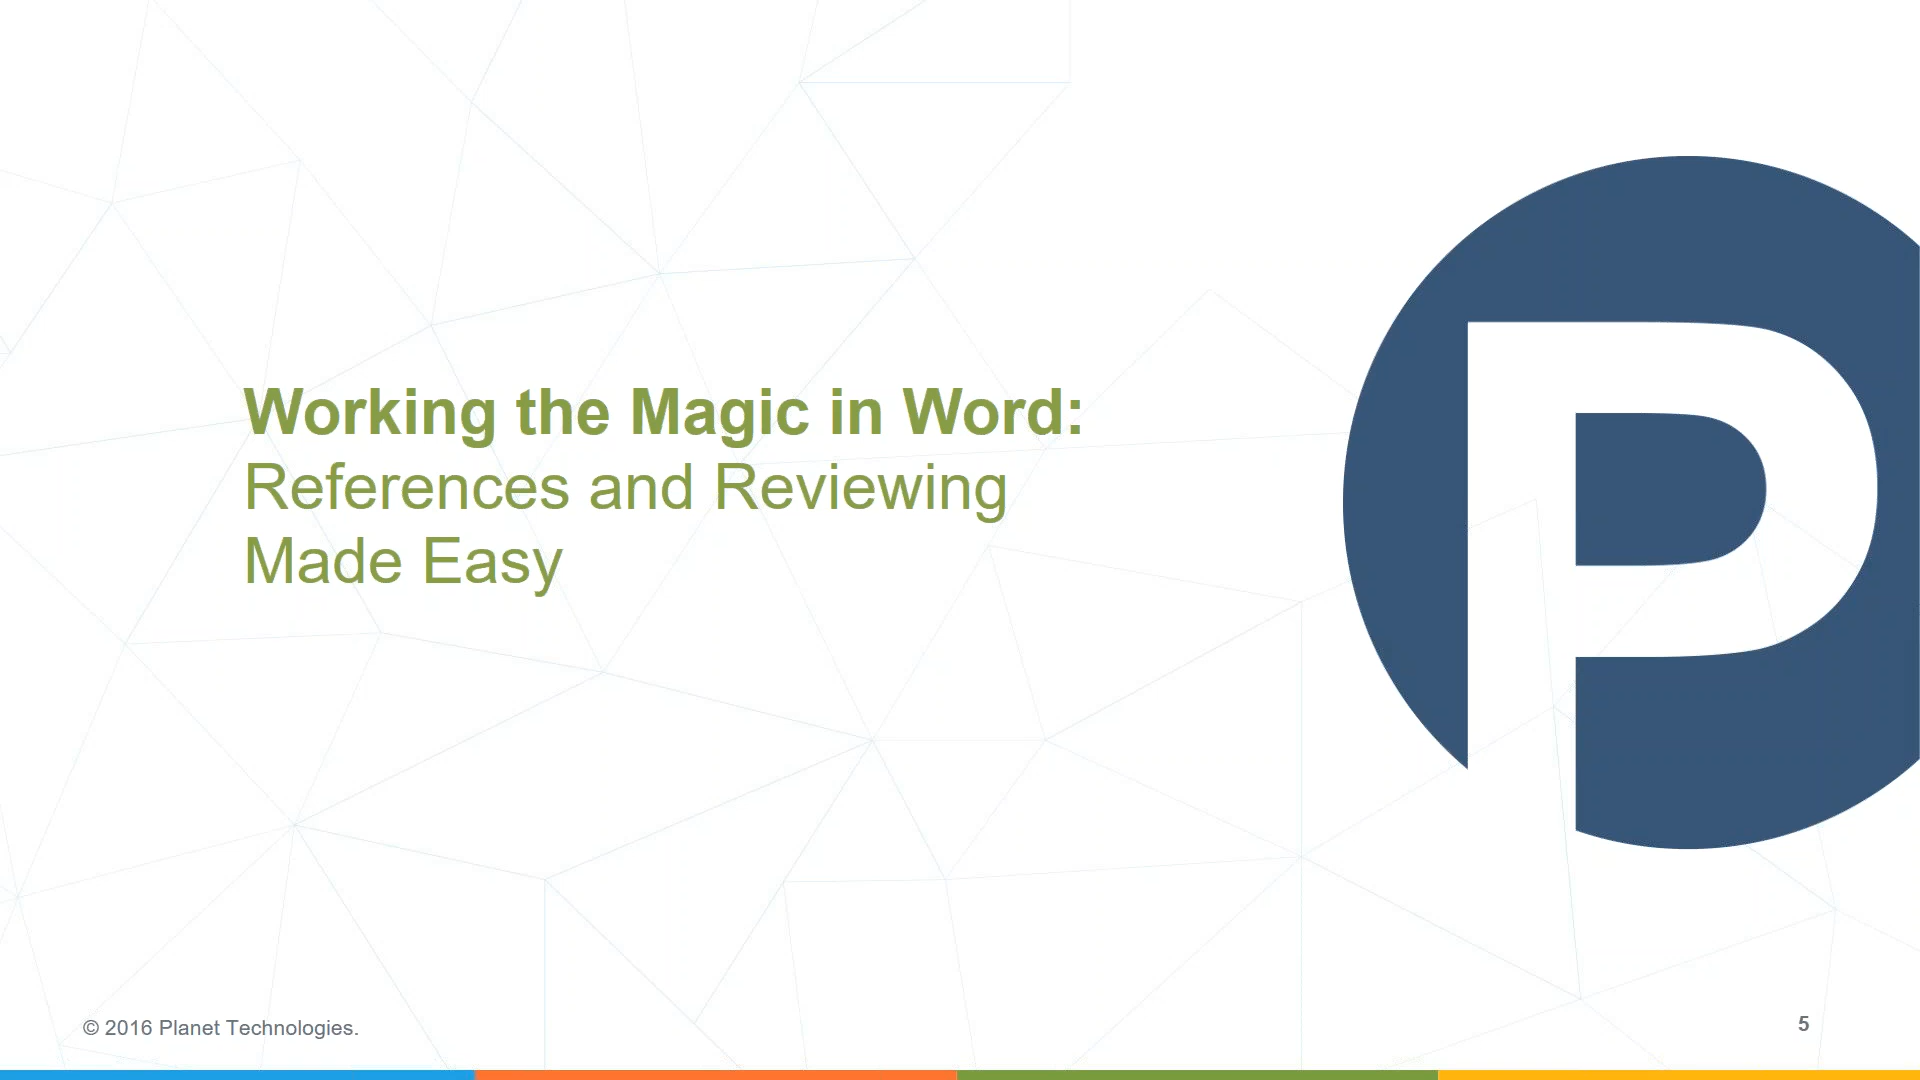 Working the Magic in Word:
References and Reviewing
Made Easy
P
© 2016 Planet Technologies.
5